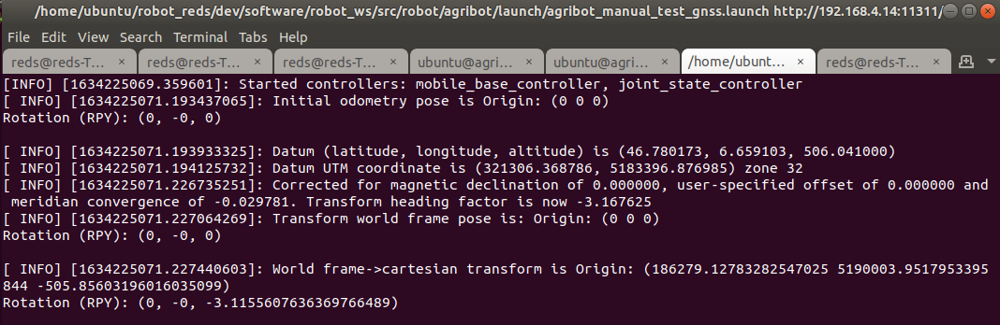 /home/ubuntu/robot_reds/dev/software/robot_ws/src/robot/agribot/launch/agribot_manual_test_gnss.launch http://192.168.4.14:11311/
File Edit View Search Terminal Tabs Help
reds@reds-T... × reds@reds-T... × reds@reds-T... × ubuntu@agri... × ubuntu@agri... × /home/ubunt... × reds@reds-T... ×
[INFO] [1634225069.359601]: Started controllers: mobile_base_controller, joint_state_controller
[ INFO] [1634225071.193437065]: Initial odometry pose is Origin: (0 0 0)
Rotation (RPY): (0, -0, 0)
[ INFO] [1634225071.193933325]: Datum (latitude, longitude, altitude) is (46.780173, 6.659103, 506.041000)
[ INFO] [1634225071.194125732]: Datum UTM coordinate is (321306.368786, 5183396.876985) zone 32
[ INFO] [1634225071.226735251]: Corrected for magnetic declination of 0.000000, user-specified offset of 0.000000 and
meridian convergence of -0.029781. Transform heading factor is now -3.167625
[ INFO] [1634225071.227064269]: Transform world frame pose is: Origin: (0 0 0)
Rotation (RPY): (0, -0, 0)
[ INFO] [1634225071.227440603]: World frame->cartesian transform is Origin: (186279.12783282547025 5190003.9517953395
844 -505.85603196016035099)
Rotation (RPY): (0, -0, -3.1155607636369766489)